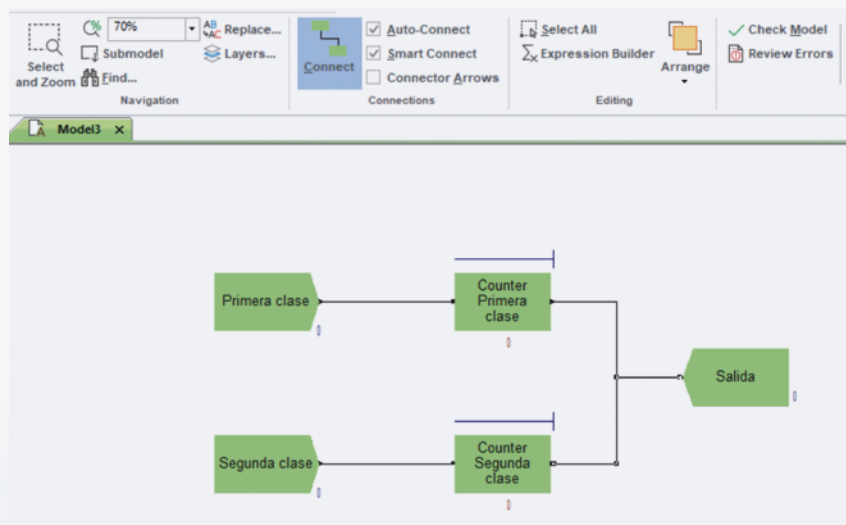 70%
Replace...
Auto-Connect
Select All
Check Model
Submodel
Layers...
Smart Connect
Expression Builder
Review Errors
Select
and Zoom
Find...
Connect
Connector Arrows
Arrange
Navigation
Connections
Editing
Model3
Primera clase
0
Counter
Primera
clase
0
Salida
0
Segunda clase
0
Counter
Segunda
clase
0